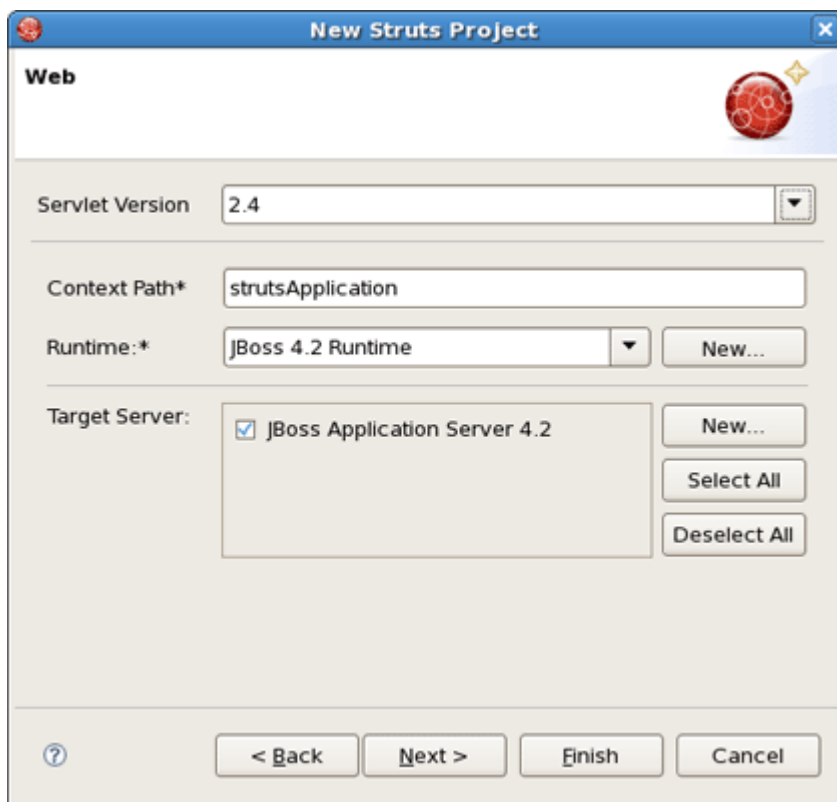 New Struts Project
Web
Servlet Version 2.4
Context Path* strutsApplication
Runtime:* JBoss 4.2 Runtime New...
Target Server: JBoss Application Server 4.2 New...
Select All
Deselect All
? < Back Next > Finish Cancel